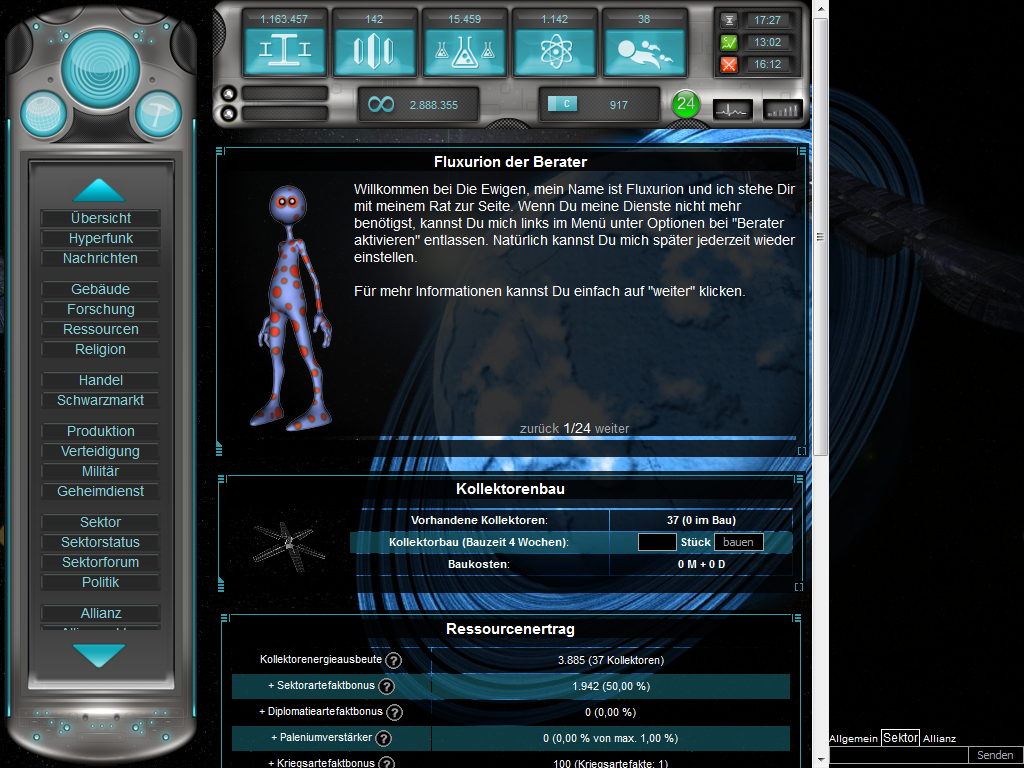 1.163.457
142
15.459
1.142
38
17:27
13:02
16:12
2.888.355
C
917
24
Übersicht
Hyperfunk
Nachrichten
Gebäude
Forschung
Ressourcen
Religion
Handel
Schwarzmarkt
Produktion
Verteidigung
Militär
Geheimdienst
Sektor
Sektorstatus
Sektorforum
Politik
Allianz
Fluxurion der Berater
Willkommen bei Die Ewigen, mein Name ist Fluxurion und ich stehe Dir
mit meinem Rat zur Seite. Wenn Du meine Dienste nicht mehr
benötigst, kannst Du mich links im Menü unter Optionen bei "Berater
aktivieren" entlassen. Natürlich kannst Du mich später jederzeit wieder
einstellen.
Für mehr Informationen kannst Du einfach auf "weiter" klicken.
zurück 1/24 weiter
Kollektorenbau
Vorhandene Kollektoren: 37 (0 im Bau)
Kollektorbau (Bauzeit 4 Wochen): Stück bauen
Baukosten: 0 M + 0 D
Ressourcenertrag
Kollektorenergieausbeute ? 3.885 (37 Kollektoren)
+ Sektorartefaktbonus ? 1.942 (50,00 %)
+ Diplomatieartefaktbonus ? 0 (0,00 %)
+ Paleniumverstärker ? 0 (0,00 % von max. 1,00 %)
+ Kriegsartefaktbonus ? 100 (Kriegsartefakte: 1)
Allgemein Sektor Allianz
Senden